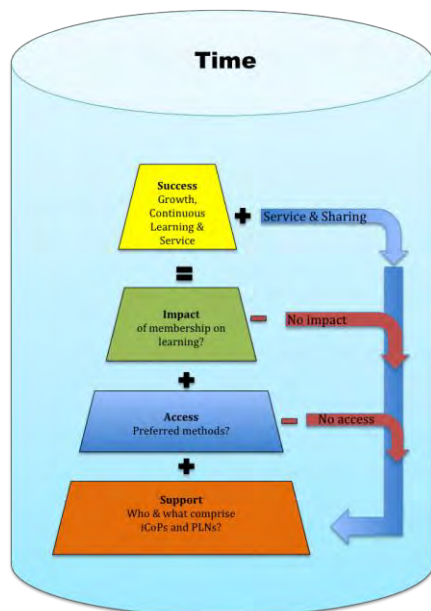 Time
Success
Growth,
Continuous
Learning &
Service
+ Service & Sharing
=
Impact
of membership on
learning?
- No impact
+
Access
Preferred methods?
- No access
+
Support
Who & what comprise
iCoPs and PLNs?